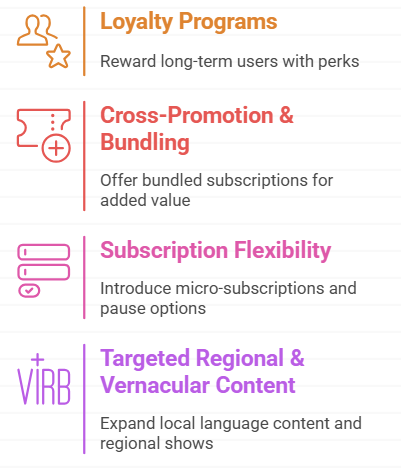 Loyalty Programs
Reward long-term users with perks
Cross-Promotion &
Bundling
Offer bundled subscriptions for
added value
Subscription Flexibility
Introduce micro-subscriptions and
pause options
Targeted Regional &
Vernacular Content
Expand local language content and
regional shows
VIRB